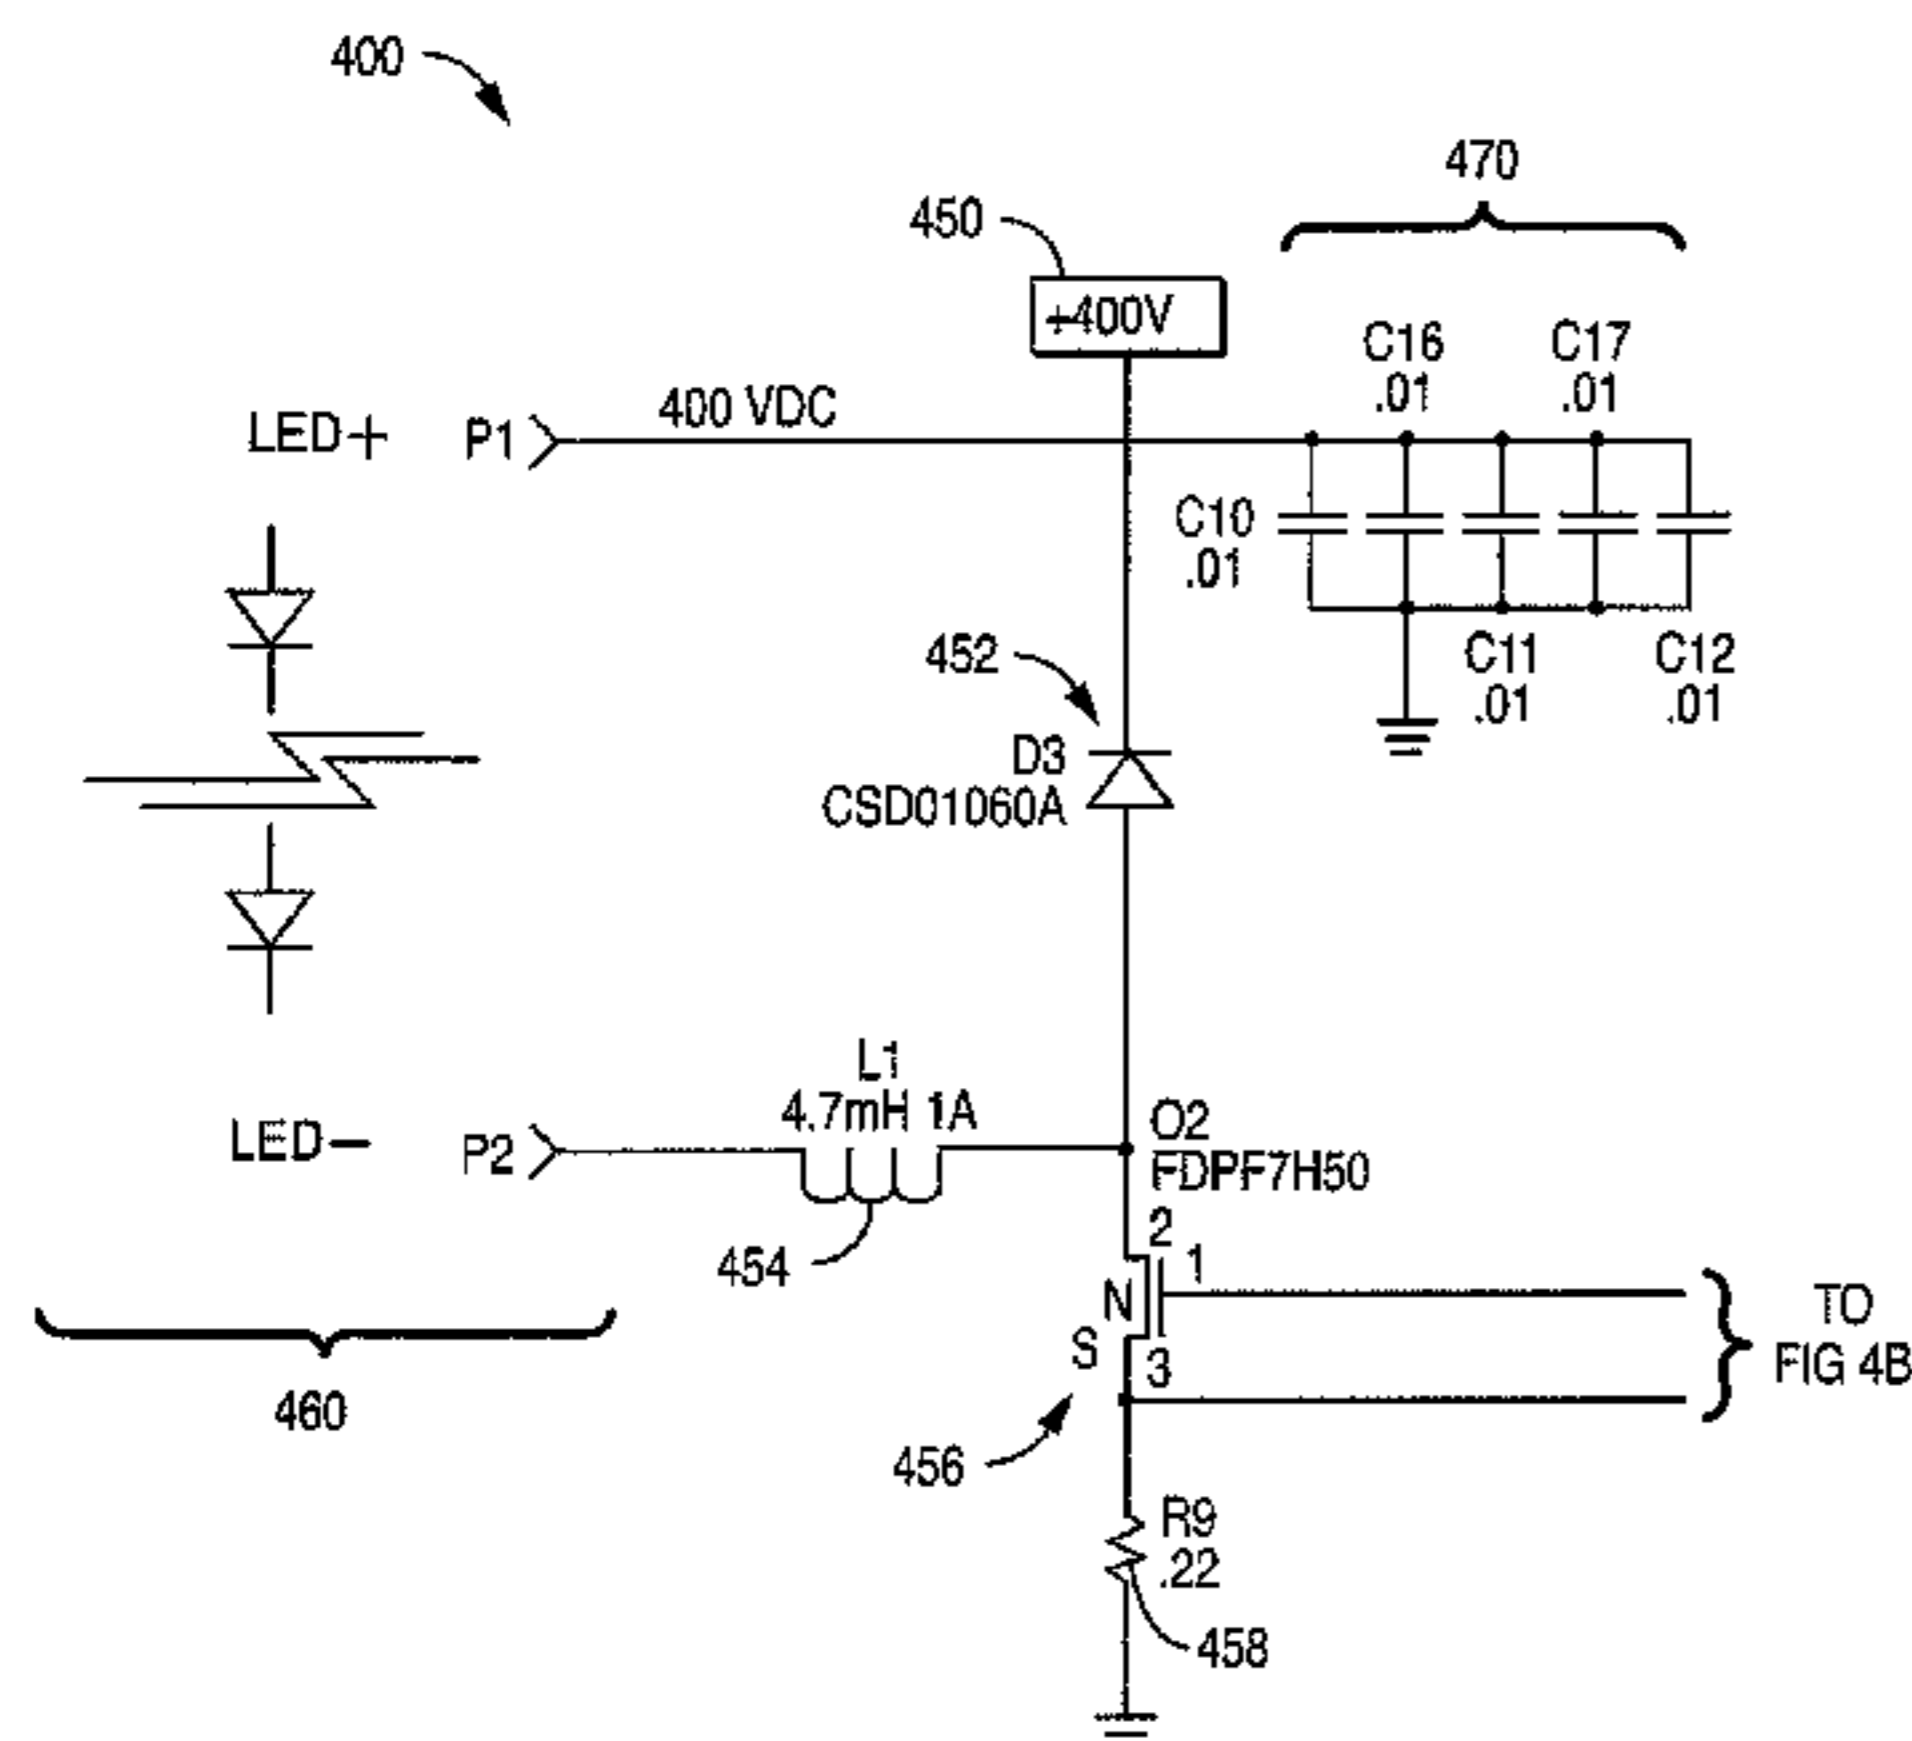 400
470
450
+400V
C16
.01
C17
.01
400 VDC
LED+
P1
C10
.01
452
C11
.01
C12
.01
D3
CSD01060A
L1
4.7mH 1A
O2
FDPF7H50
LED-
P2
2
1
454
N
S
3
TO
FIG 4B
460
456
R9
.22
458